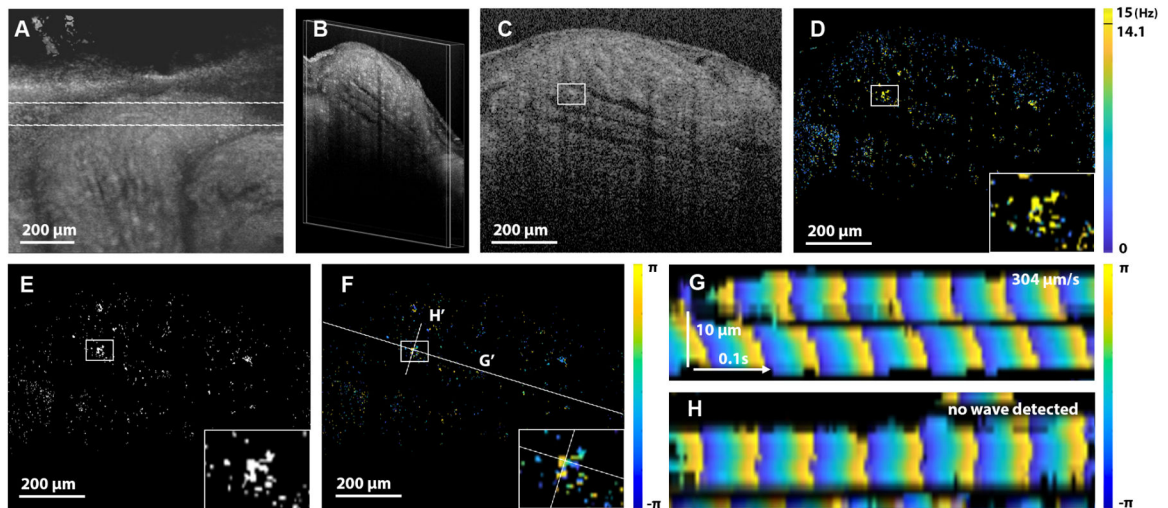 A
200 µm
B
C
200 µm
D
200 µm
15 (Hz)
14.1
0
E
200 µm
F
H'
G'
200 µm
π
-π
G
304 µm/s
10 µm
0.1s
H
no wave detected
π
-π